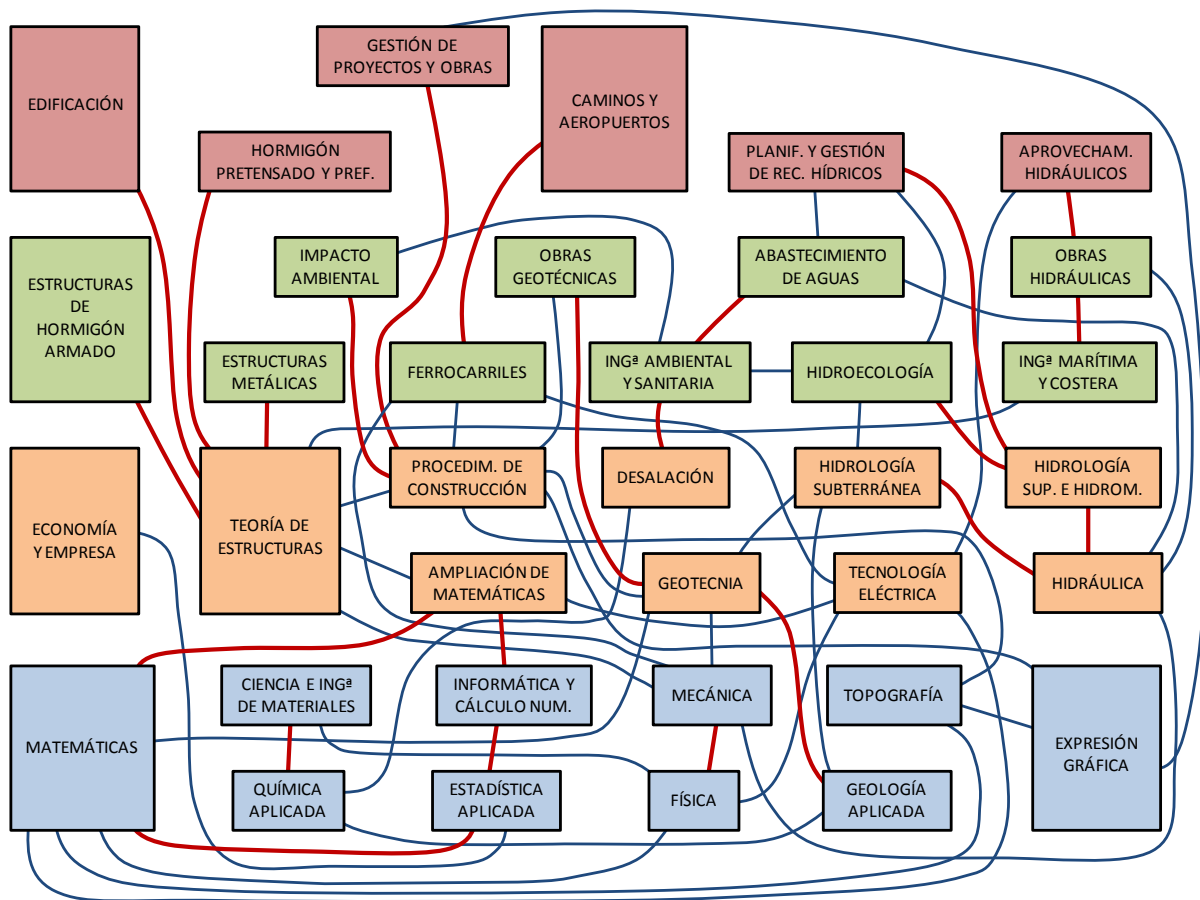 GESTIÓN DE
PROYECTOS Y OBRAS
EDIFICACIÓN
CAMINOS Y
AEROPUERTOS
HORMIGÓN
PRETENSADO Y PREF.
PLANIF. Y GESTIÓN
DE REC. HÍDRICOS
APROVECHAM.
HIDRÁULICOS
ESTRUCTURAS
DE
HORMIGÓN
ARMADO
IMPACTO
AMBIENTAL
OBRAS
GEOTÉCNICAS
ABASTECIMIENTO
DE AGUAS
OBRAS
HIDRÁULICAS
ESTRUCTURAS
METÁLICAS
FERROCARRILES
INGª AMBIENTAL
Y SANITARIA
HIDROECOLOGÍA
INGª MARÍTIMA
Y COSTERA
ECONOMÍA
Y EMPRESA
TEORÍA DE
ESTRUCTURAS
PROCEDIM. DE
CONSTRUCCIÓN
DESALACIÓN
HIDROLOGÍA
SUBTERRÁNEA
HIDROLOGÍA
SUP. E HIDROM.
AMPLIACIÓN DE
MATEMÁTICAS
GEOTECNIA
TECNOLOGÍA
ELÉCTRICA
HIDRÁULICA
MATEMÁTICAS
CIENCIA E INGª
DE MATERIALES
INFORMÁTICA Y
CÁLCULO NUM.
MECÁNICA
TOPOGRAFÍA
EXPRESIÓN
GRÁFICA
QUÍMICA
APLICADA
ESTADÍSTICA
APLICADA
FÍSICA
GEOLOGÍA
APLICADA